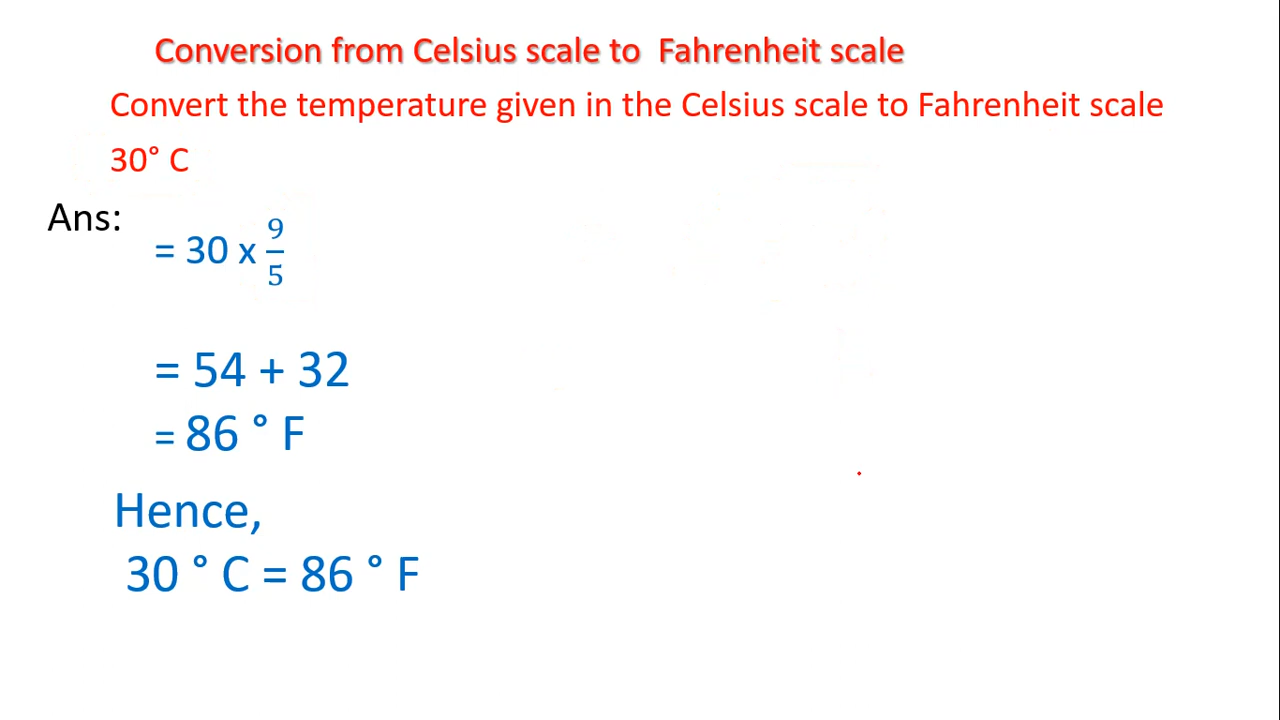 Conversion from Celsius scale to Fahrenheit scale
Convert the temperature given in the Celsius scale to Fahrenheit scale
30° C
Ans:
= 30 x 9/5
= 54 + 32
= 86 ° F
Hence,
30 ° C = 86 ° F